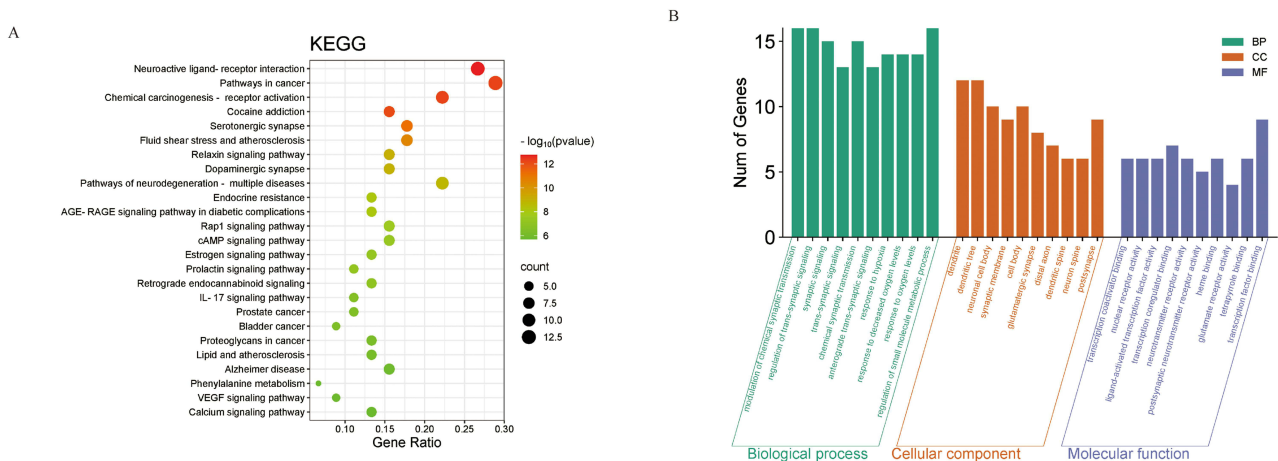 A
KEGG
Neuroactive ligand- receptor interaction
Pathways in cancer
Chemical carcinogenesis - receptor activation
Cocaine addiction
Serotonergic synapse
Fluid shear stress and atherosclerosis
Relaxin signaling pathway
Dopaminergic synapse
Pathways of neurodegeneration - multiple diseases
Endocrine resistance
AGE- RAGE signaling pathway in diabetic complications
Rap1 signaling pathway
cAMP signaling pathway
Estrogen signaling pathway
Prolactin signaling pathway
Retrograde endocannabinoid signaling
IL- 17 signaling pathway
Prostate cancer
Bladder cancer
Proteoglycans in cancer
Lipid and atherosclerosis
Alzheimer disease
Phenylalanine metabolism
VEGF signaling pathway
Calcium signaling pathway
0.10 0.15 0.20 0.25 0.30
Gene Ratio
- log10(pvalue)
12
10
8
6
count
5.0
7.5
10.0
12.5
B
Num of Genes
15
10
5
0
BP
CC
MF
modulation of chemical synaptic transmission
regulation of trans-synaptic signaling
synaptic signaling
trans-synaptic signaling
chemical synaptic transmission
anterograde trans-synaptic signaling
response to hypoxia
response to decreased oxygen levels
response to oxygen levels
regulation of small molecule metabolic process
dendrite
dendritic tree
neuronal cell body
synaptic membrane
cell body
glutamatergic synapse
distal axon
dendritic spine
neuron spine
postsynapse
transcription coactivator binding
nuclear receptor activity
ligand-activated transcription factor activity
transcription coregulator binding
neurotransmitter receptor activity
postsynaptic neurotransmitter receptor activity
heme binding
glutamate receptor activity
tetrapyrrole binding
transcription factor binding
Biological process
Cellular component
Molecular function